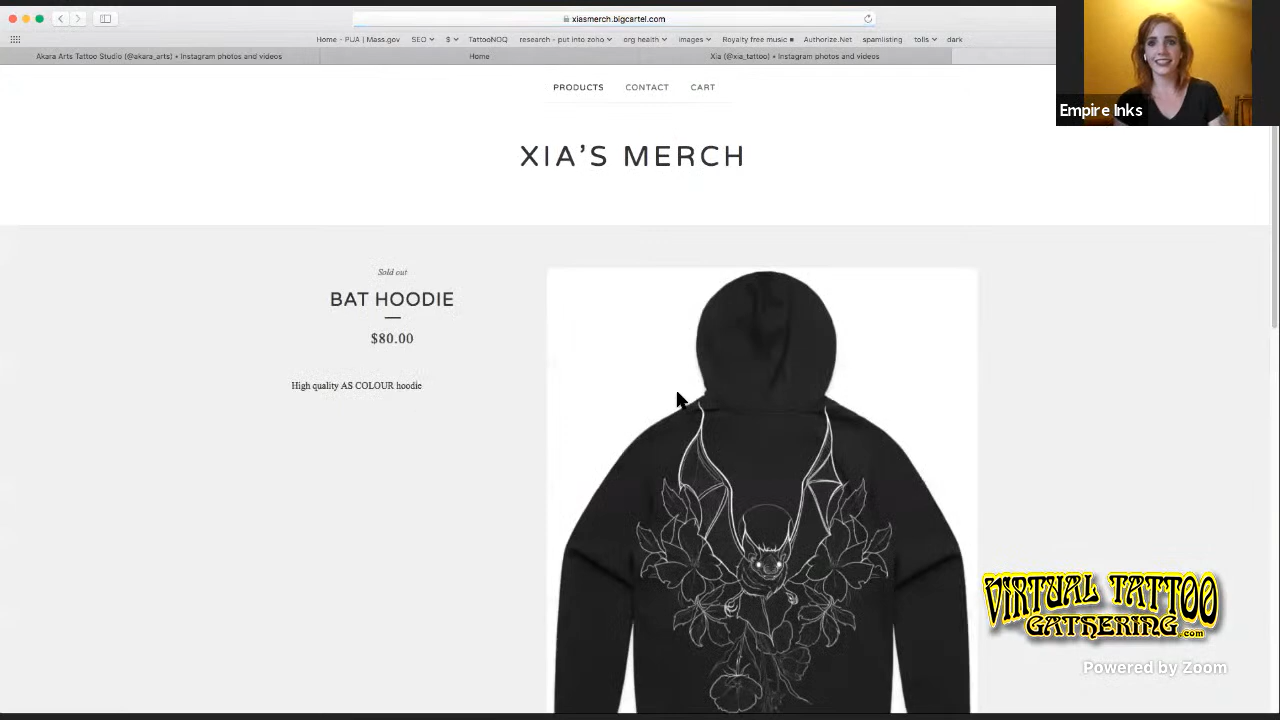 xiasmerch.bigcartel.com
Home - PUA | Mass.gov SEO $ TattooNOQ research - put into zoho org health images Royalty free music Authorize.Net spamlisting tolls dark
Akara Arts Tattoo Studio (@akara_arts) • Instagram photos and videos Home Xia (@xia_tattoo) • Instagram photos and videos
Empire Inks
PRODUCTS CONTACT CART
XIA'S MERCH
Sold out
BAT HOODIE
$80.00
High quality AS COLOUR hoodie
VIRTUAL TATTOO
GATHERING.com
Powered by Zoom